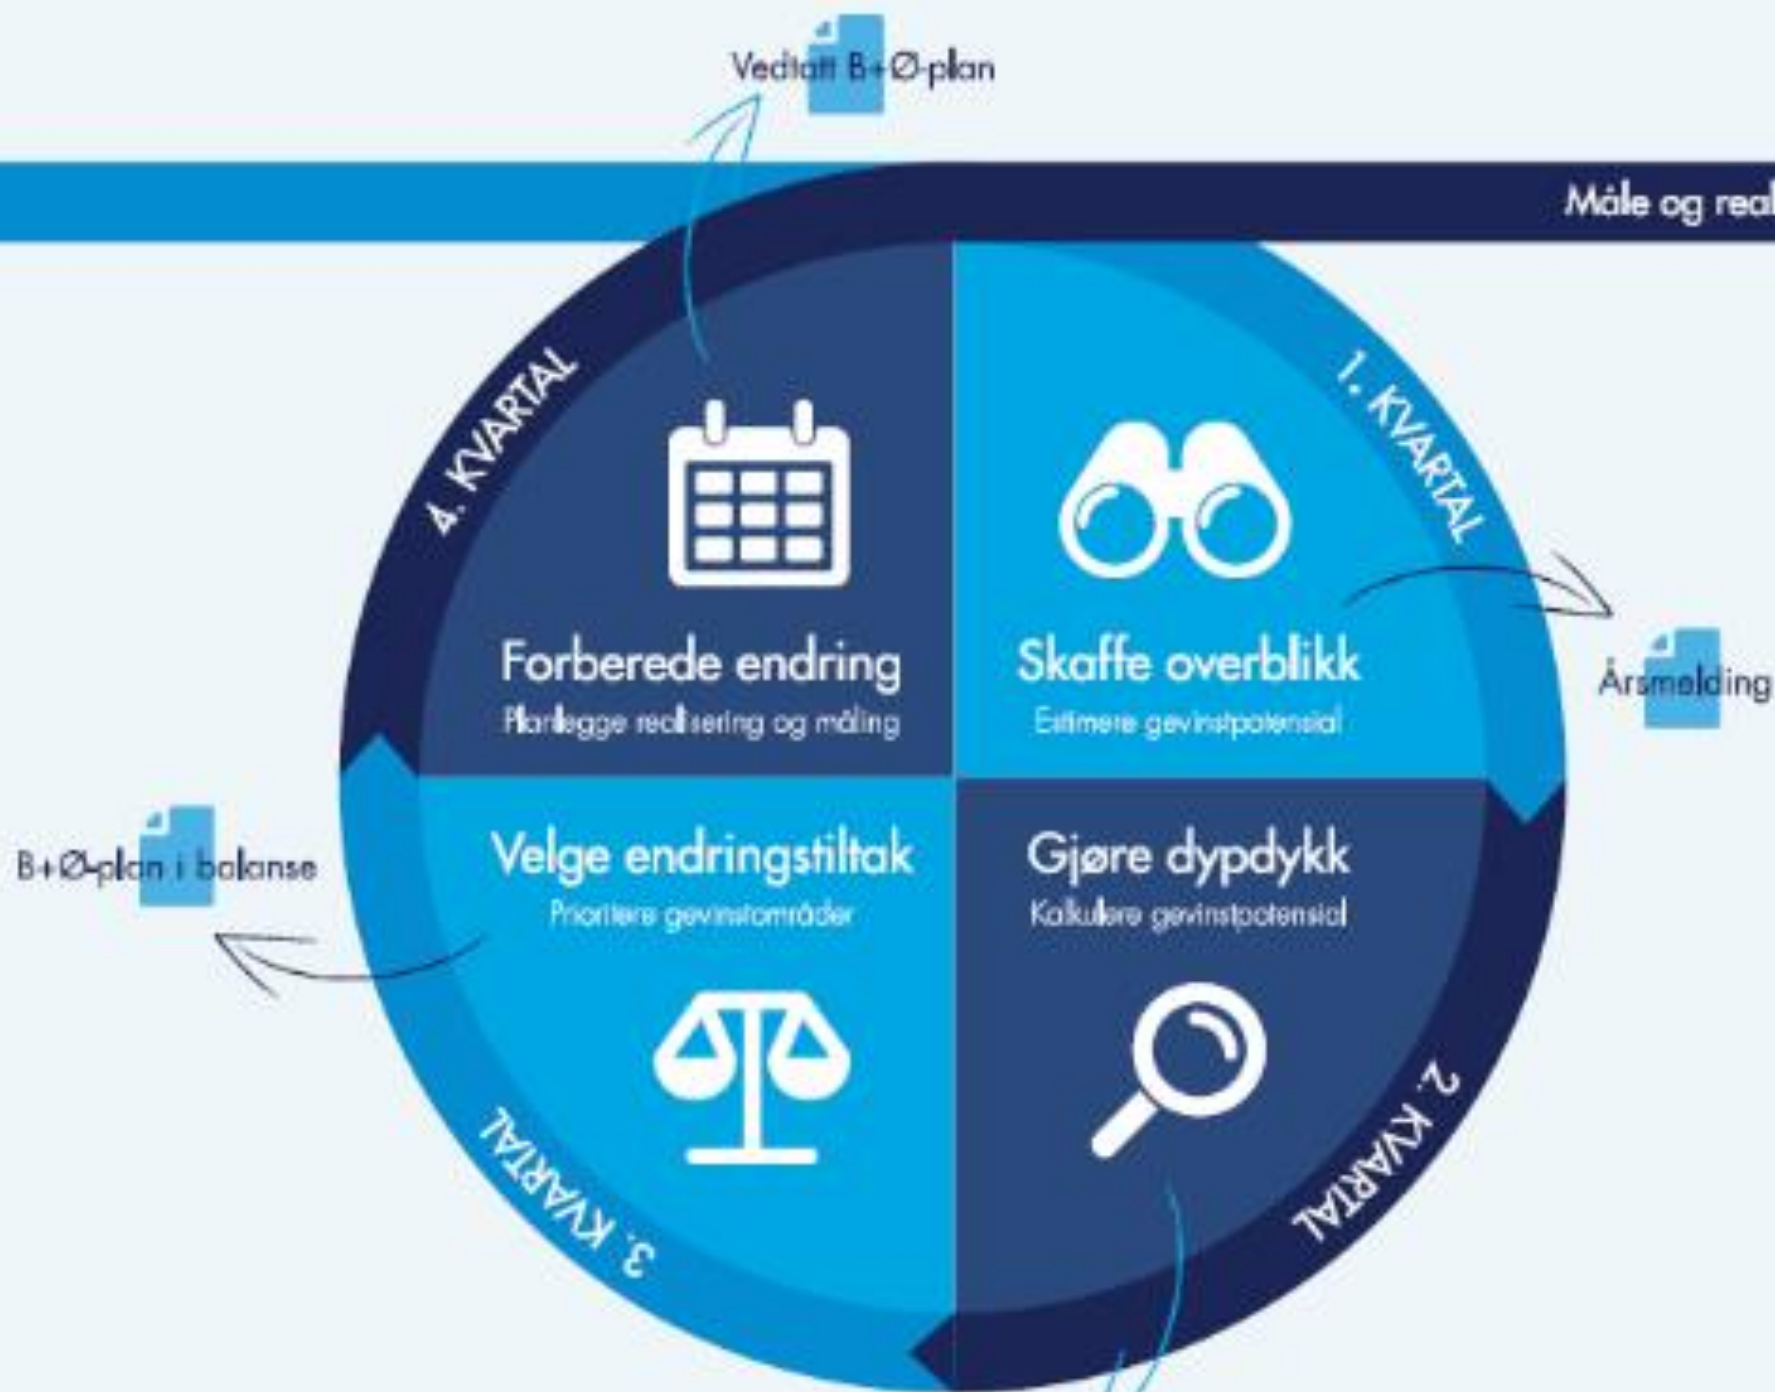 Vedtatt B+Ø-plan
Måle og real
4. KVARTAL
1. KVARTAL
Forberede endring
Planlegge realisering og måling
Skaffe overblikk
Estimere gevinstpotensial
Årsmelding
Velge endringstiltak
Prioritere gevinstområder
Gjøre dypdykk
Kalkulere gevinstpotensial
B+Ø-plan i balanse
3. KVARTAL
2. KVARTAL